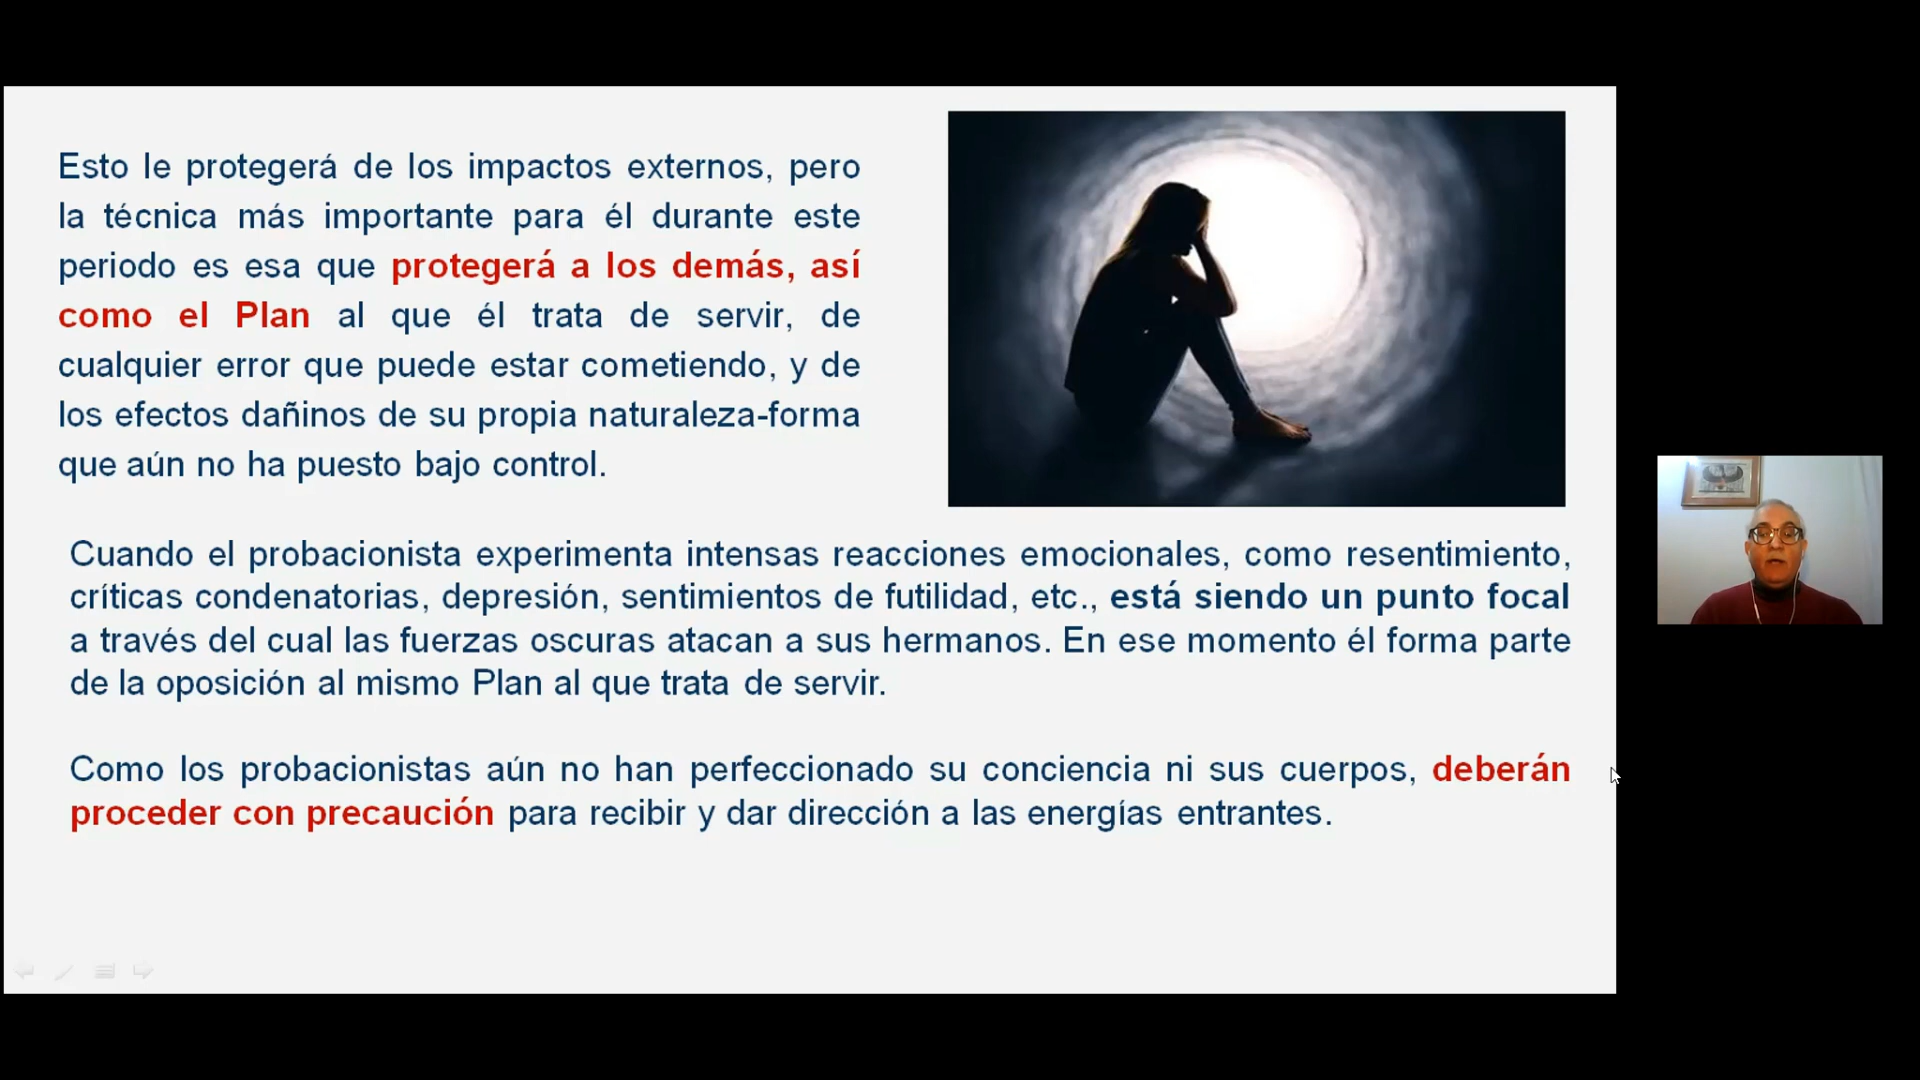 Esto le protegerá de los impactos externos, pero
la técnica más importante para él durante este
periodo es esa que protegerá a los demás, así
como el Plan al que él trata de servir, de
cualquier error que puede estar cometiendo, y de
los efectos dañinos de su propia naturaleza-forma
que aún no ha puesto bajo control.
Cuando el probacionista experimenta intensas reacciones emocionales, como resentimiento,
críticas condenatorias, depresión, sentimientos de futilidad, etc., está siendo un punto focal
a través del cual las fuerzas oscuras atacan a sus hermanos. En ese momento él forma parte
de la oposición al mismo Plan al que trata de servir.
Como los probacionistas aún no han perfeccionado su conciencia ni sus cuerpos, deberán
proceder con precaución para recibir y dar dirección a las energías entrantes.